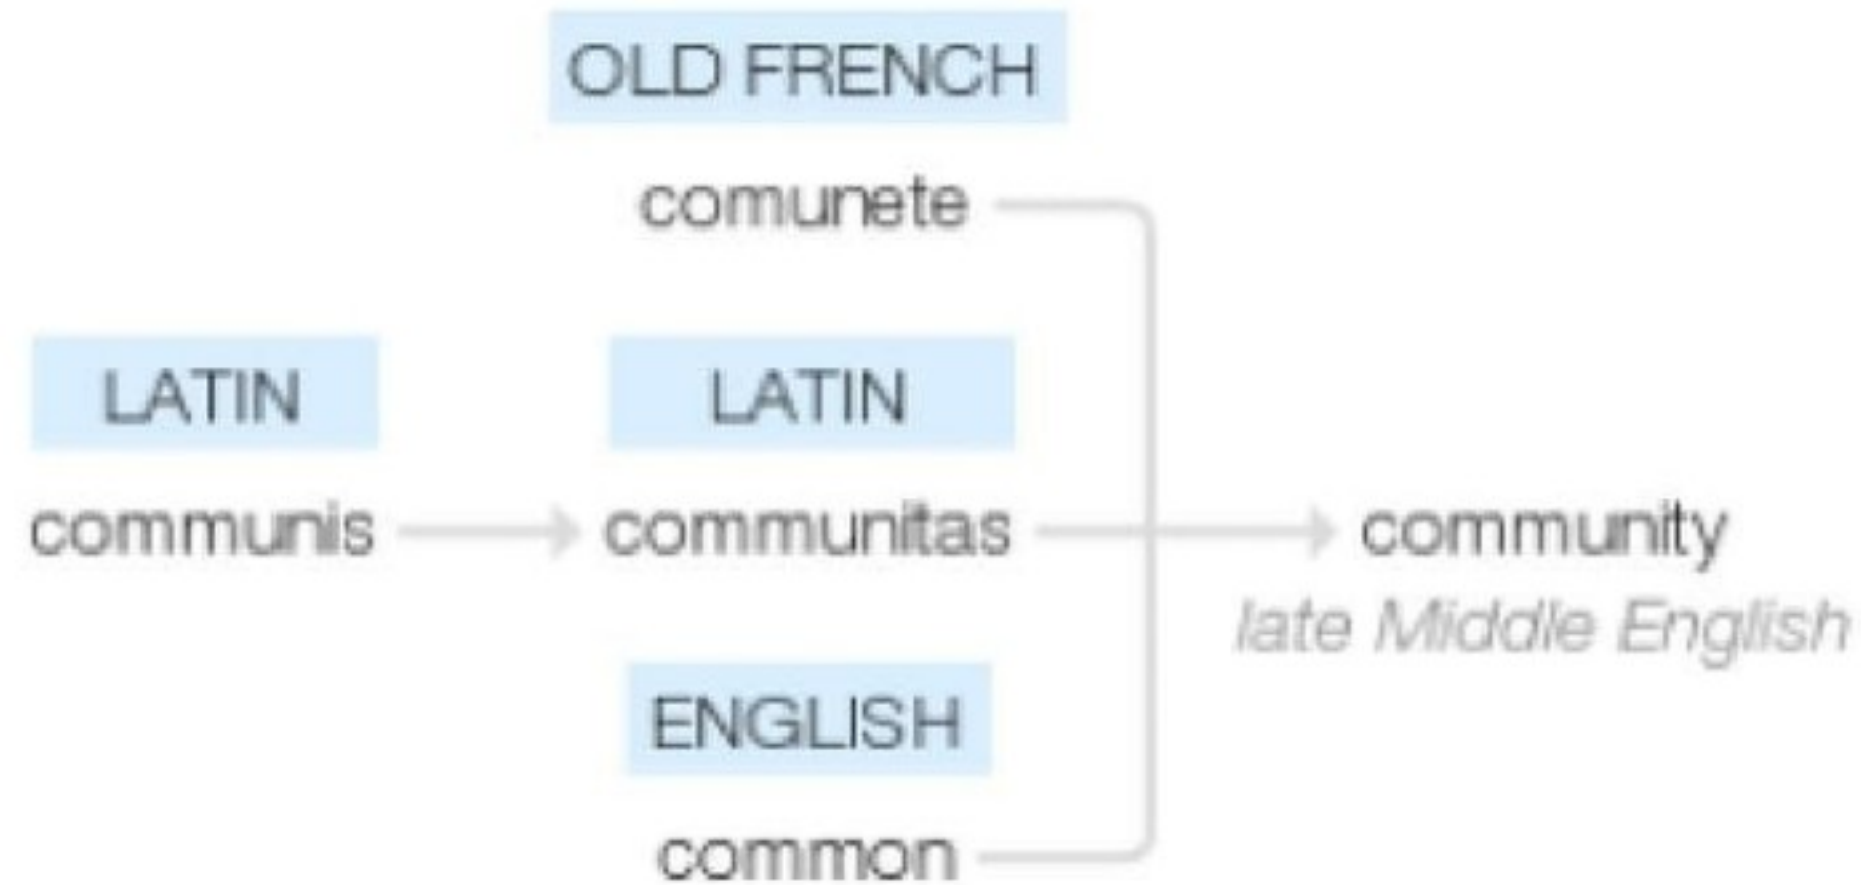 OLD FRENCH
comunete
LATIN LATIN
communis communitas community
late Middle English
ENGLISH
common